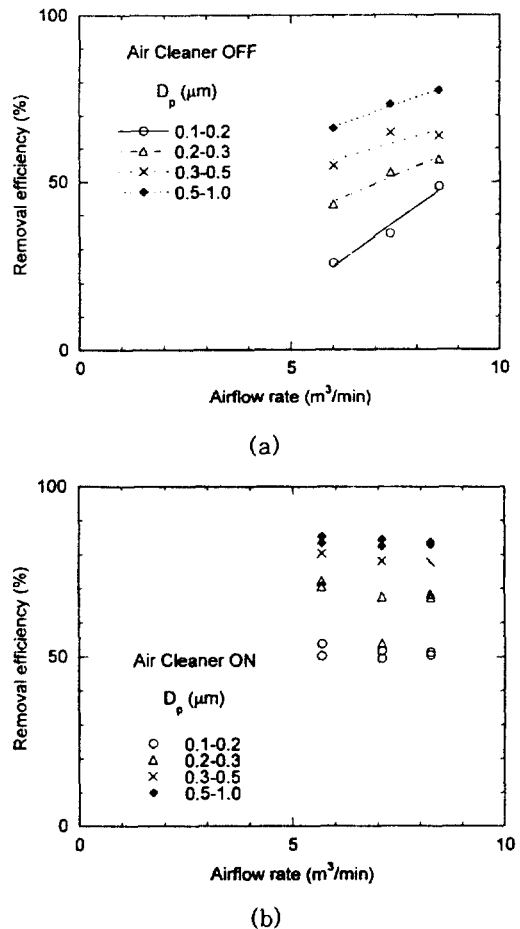 100
Air Cleaner OFF
Dp (μm)
0.1-0.2
0.2-0.3
0.3-0.5
0.5-1.0
Removal efficiency (%)
50
0
0
5
10
Airflow rate (m³/min)
(a)
100
Removal efficiency (%)
50
Air Cleaner ON
Dp (μm)
0.1-0.2
0.2-0.3
0.3-0.5
0.5-1.0
0
0
5
10
Airflow rate (m³/min)
(b)